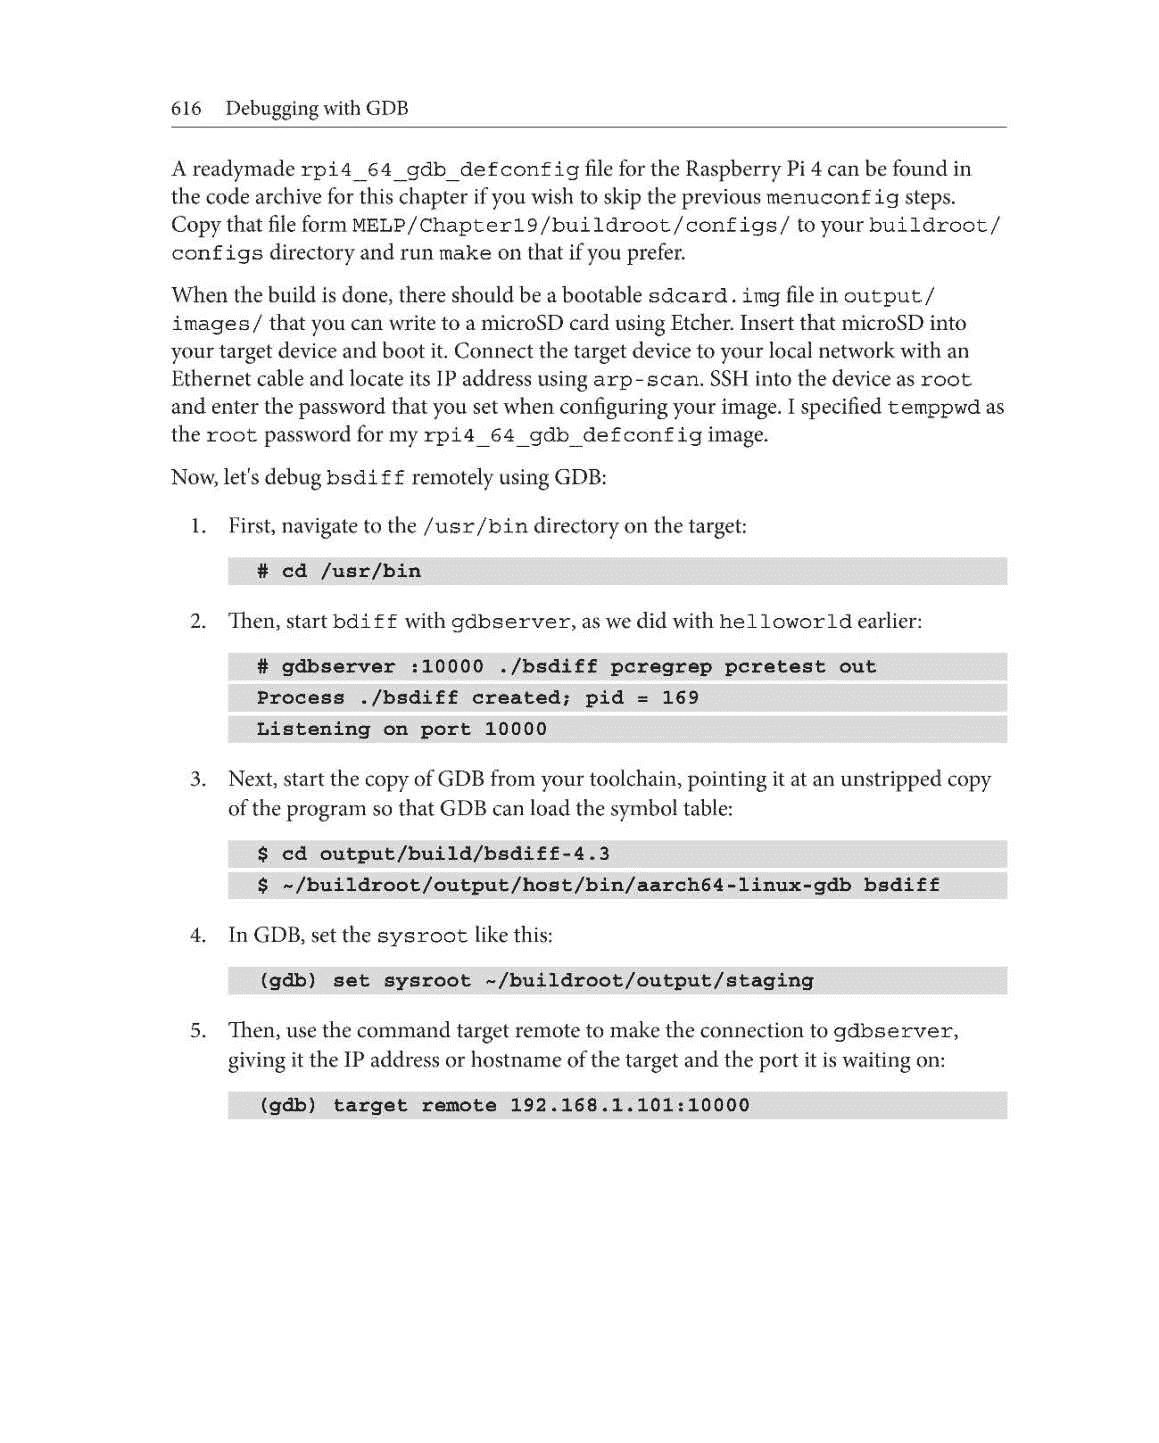 616 Debugging with GDB
A readymade rpi4_64_gdb_defconfig file for the Raspberry Pi 4 can be found in
the code archive for this chapter if you wish to skip the previous menuconfig steps.
Copy that file form MELP/Chapter19/buildroot/configs/ to your buildroot/
configs directory and run make on that if you prefer.
When the build is done, there should be a bootable sdcard.img file in output/
images/ that you can write to a microSD card using Etcher. Insert that microSD into
your target device and boot it. Connect the target device to your local network with an
Ethernet cable and locate its IP address using arp-scan. SSH into the device as root
and enter the password that you set when configuring your image. I specified temppwd as
the root password for my rpi4_64_gdb_defconfig image.
Now, let's debug bsdiff remotely using GDB:
1. First, navigate to the /usr/bin directory on the target:
# cd /usr/bin
2. Then, start bdiff with gdbserver, as we did with helloworld earlier:
# gdbserver :10000 ./bsdiff pcregrep pcretest out
Process ./bsdiff created; pid = 169
Listening on port 10000
3. Next, start the copy of GDB from your toolchain, pointing it at an unstripped copy
of the program so that GDB can load the symbol table:
$ cd output/build/bsdiff-4.3
$ ~/buildroot/output/host/bin/aarch64-linux-gdb bsdiff
4. In GDB, set the sysroot like this:
(gdb) set sysroot ~/buildroot/output/staging
5. Then, use the command target remote to make the connection to gdbserver,
giving it the IP address or hostname of the target and the port it is waiting on:
(gdb) target remote 192.168.1.101:10000